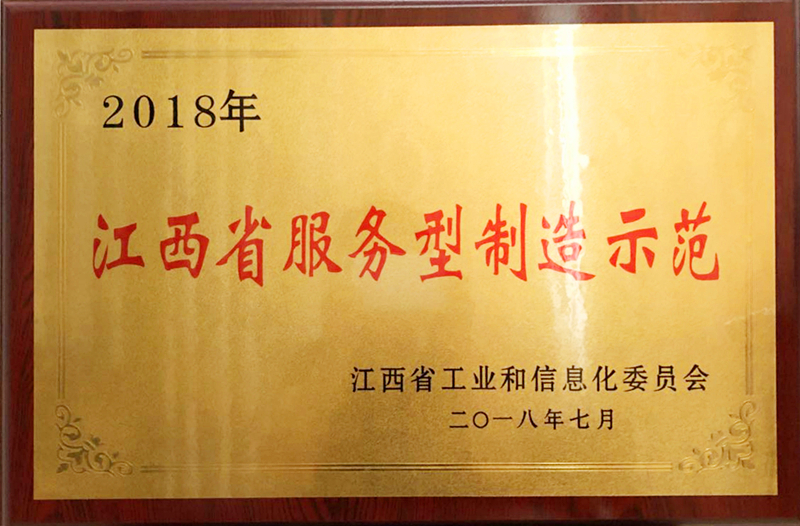 2018年
江西省服务型制造示范
江西省工业和信息化委员会
二〇一八年七月